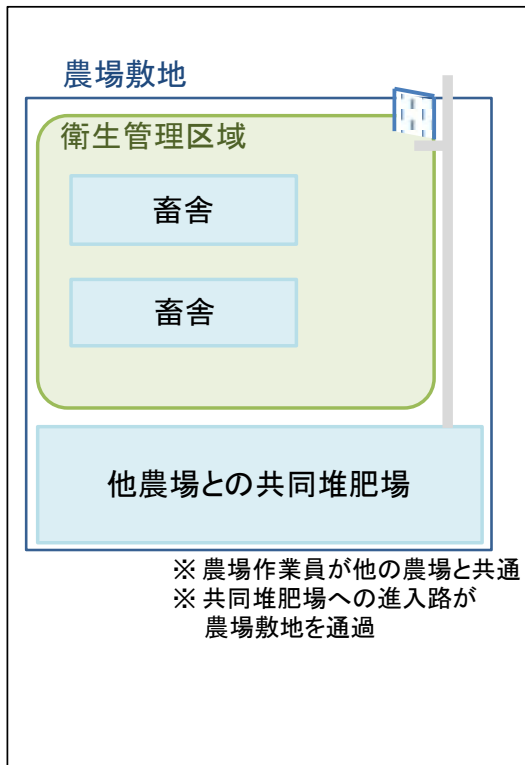 農場敷地
衛生管理区域
畜舎
畜舎
他農場との共同堆肥場
※ 農場作業員が他の農場と共通
※ 共同堆肥場への進入路が
農場敷地を通過